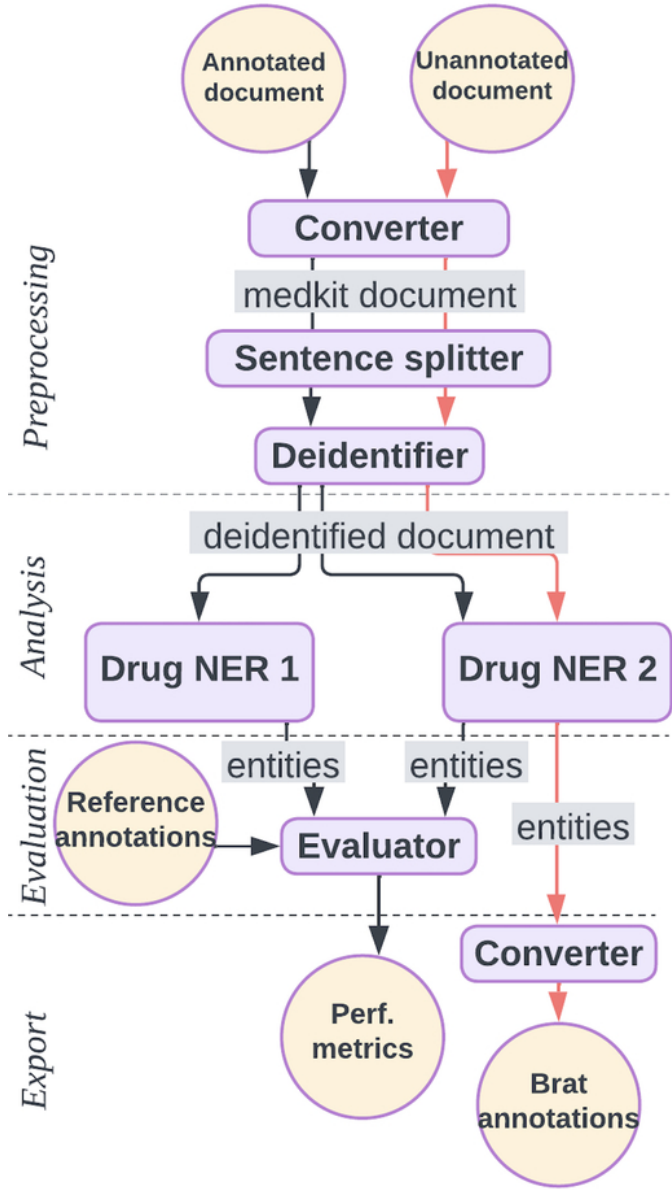 Annotated
document
Unannotated
document
Converter
medkit document
Sentence splitter
Deidentifier
Preprocessing
deidentified document
Drug NER 1
Drug NER 2
Analysis
entities
entities
Reference
annotations
entities
Evaluator
Evaluation
Converter
Perf.
metrics
Brat
annotations
Export